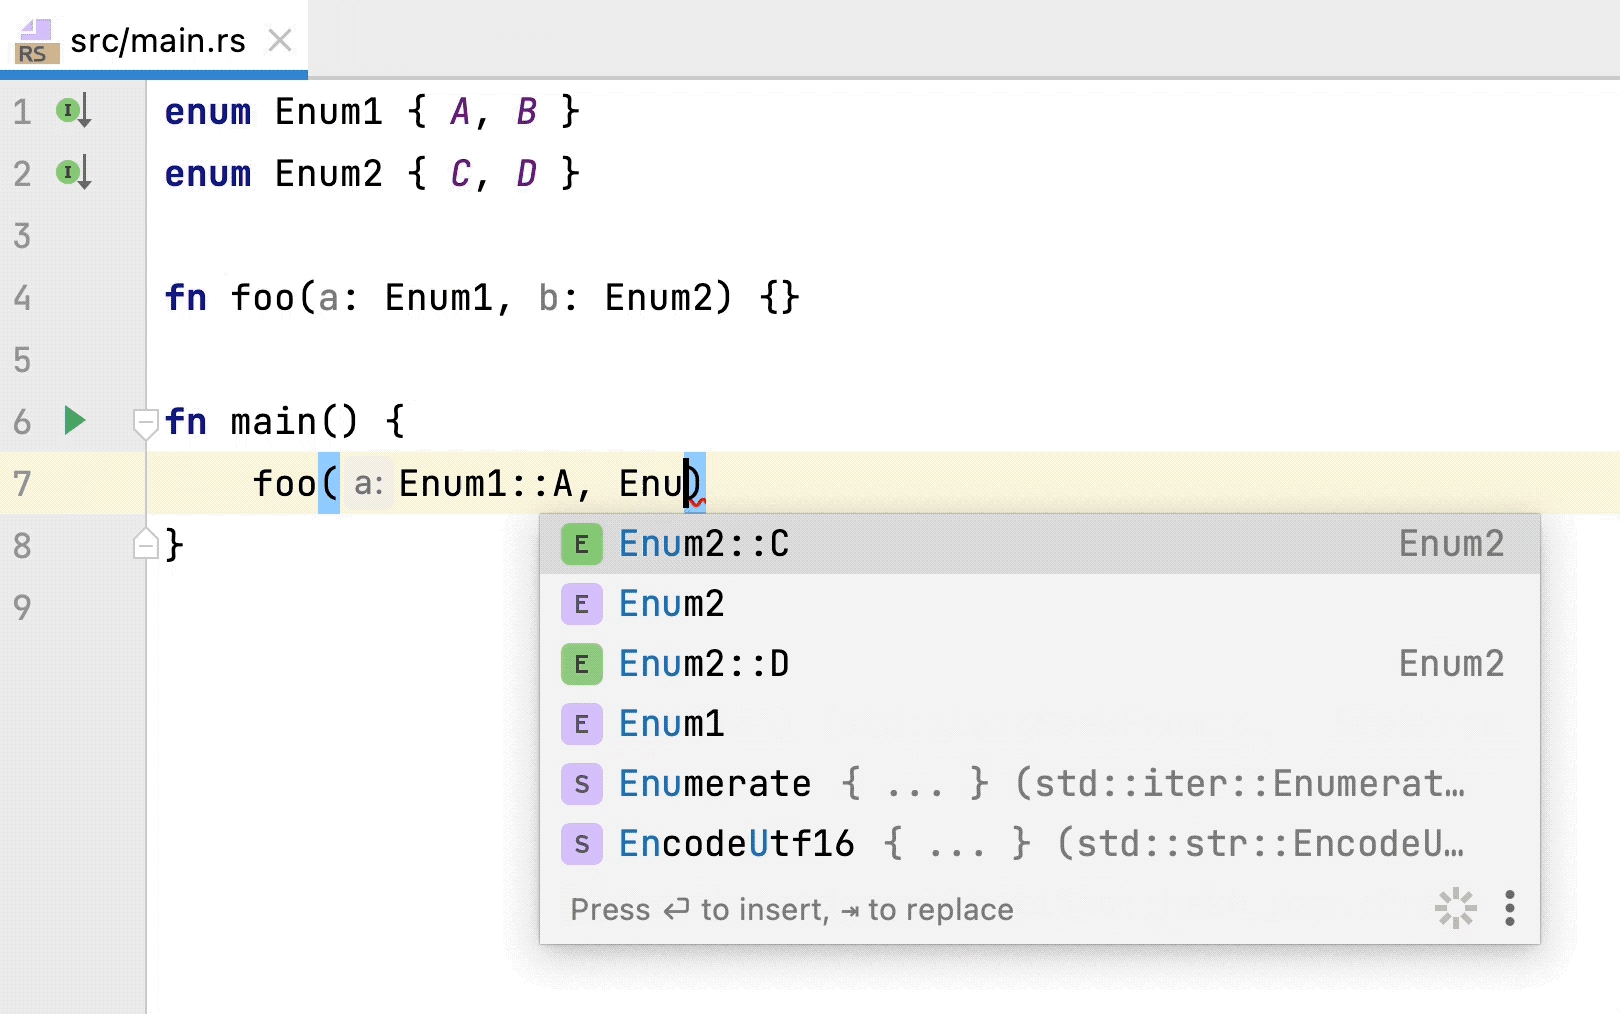 RS src/main.rs
1 I enum Enum1 { A, B }
2 I enum Enum2 { C, D }
3
4 fn foo(a: Enum1, b: Enum2) {}
5
6 fn main() {
7 foo( a: Enum1::A, Enu)
8 }
9
E Enum2::C Enum2
E Enum2
E Enum2::D Enum2
E Enum1
S Enumerate { ... } (std::iter::Enumerat…
S EncodeUtf16 { ... } (std::str::EncodeU…
Press ⏎ to insert, ⇥ to replace